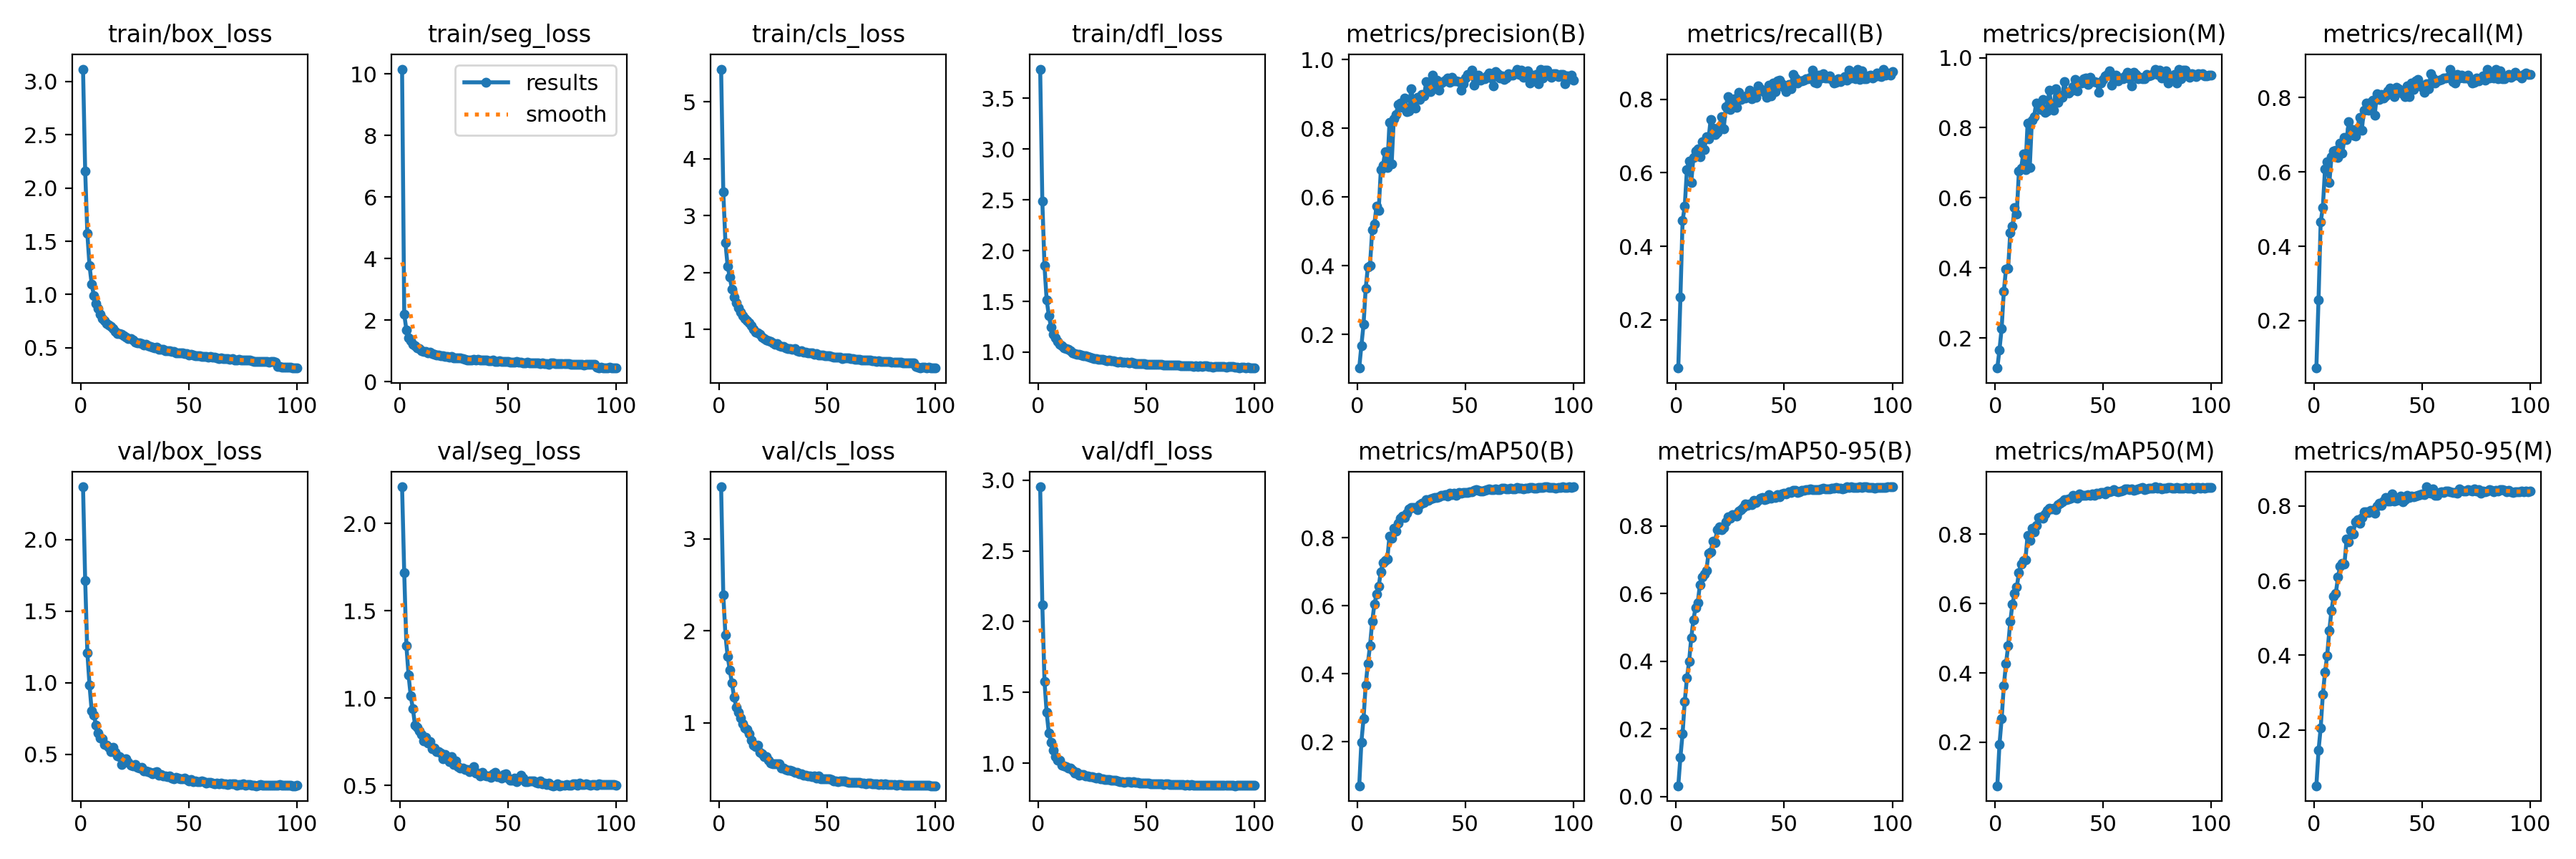 train/box_loss
train/seg_loss
train/cls_loss
train/dfl_loss
metrics/precision(B)
metrics/recall(B)
metrics/precision(M)
metrics/recall(M)
3.0
2.5
2.0
1.5
1.0
0.5
0 50 100
results
smooth
10
8
6
4
2
0
0 50 100
5
4
3
2
1
0 50 100
3.5
3.0
2.5
2.0
1.5
1.0
0 50 100
1.0
0.8
0.6
0.4
0.2
0 50 100
0.8
0.6
0.4
0.2
0 50 100
1.0
0.8
0.6
0.4
0.2
0 50 100
0.8
0.6
0.4
0.2
0 50 100
val/box_loss
val/seg_loss
val/cls_loss
val/dfl_loss
metrics/mAP50(B)
metrics/mAP50-95(B)
metrics/mAP50(M)
metrics/mAP50-95(M)
2.0
1.5
1.0
0.5
0 50 100
2.0
1.5
1.0
0.5
0 50 100
3
2
1
0 50 100
3.0
2.5
2.0
1.5
1.0
0 50 100
0.8
0.6
0.4
0.2
0 50 100
0.8
0.6
0.4
0.2
0.0
0 50 100
0.8
0.6
0.4
0.2
0 50 100
0.8
0.6
0.4
0.2
0 50 100